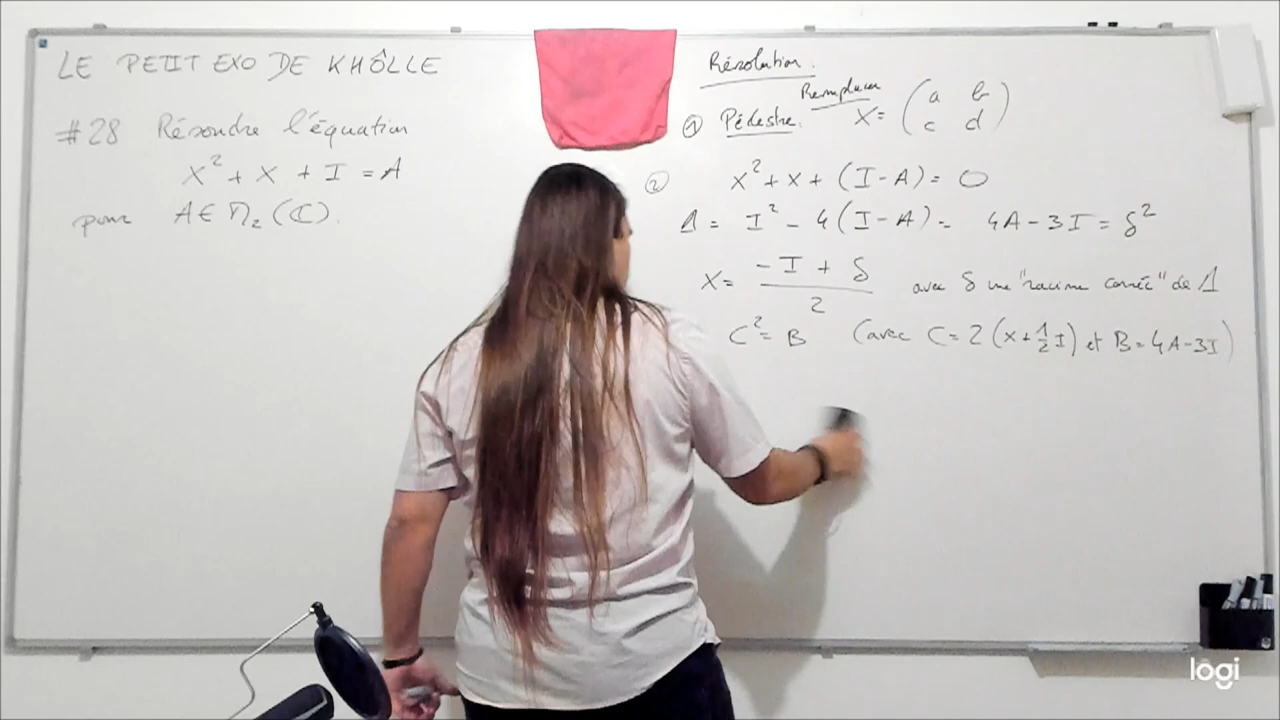 LE PETIT EXO DE KHÔLLE
#28 Résoudre l'équation
X² + X + I = A
pour A ∈ M₂(ℂ).
Résolution.
① Pédestre. Remplacer X = (a b
c d)
② X² + X + (I-A) = 0
Δ = I² - 4(I-A) = 4A - 3I = δ²
X = (-I + δ)/2 avec δ une "racine carrée" de Δ
C² = B (avec C = 2(X + 1/2 I) et B = 4A - 3I)
logi